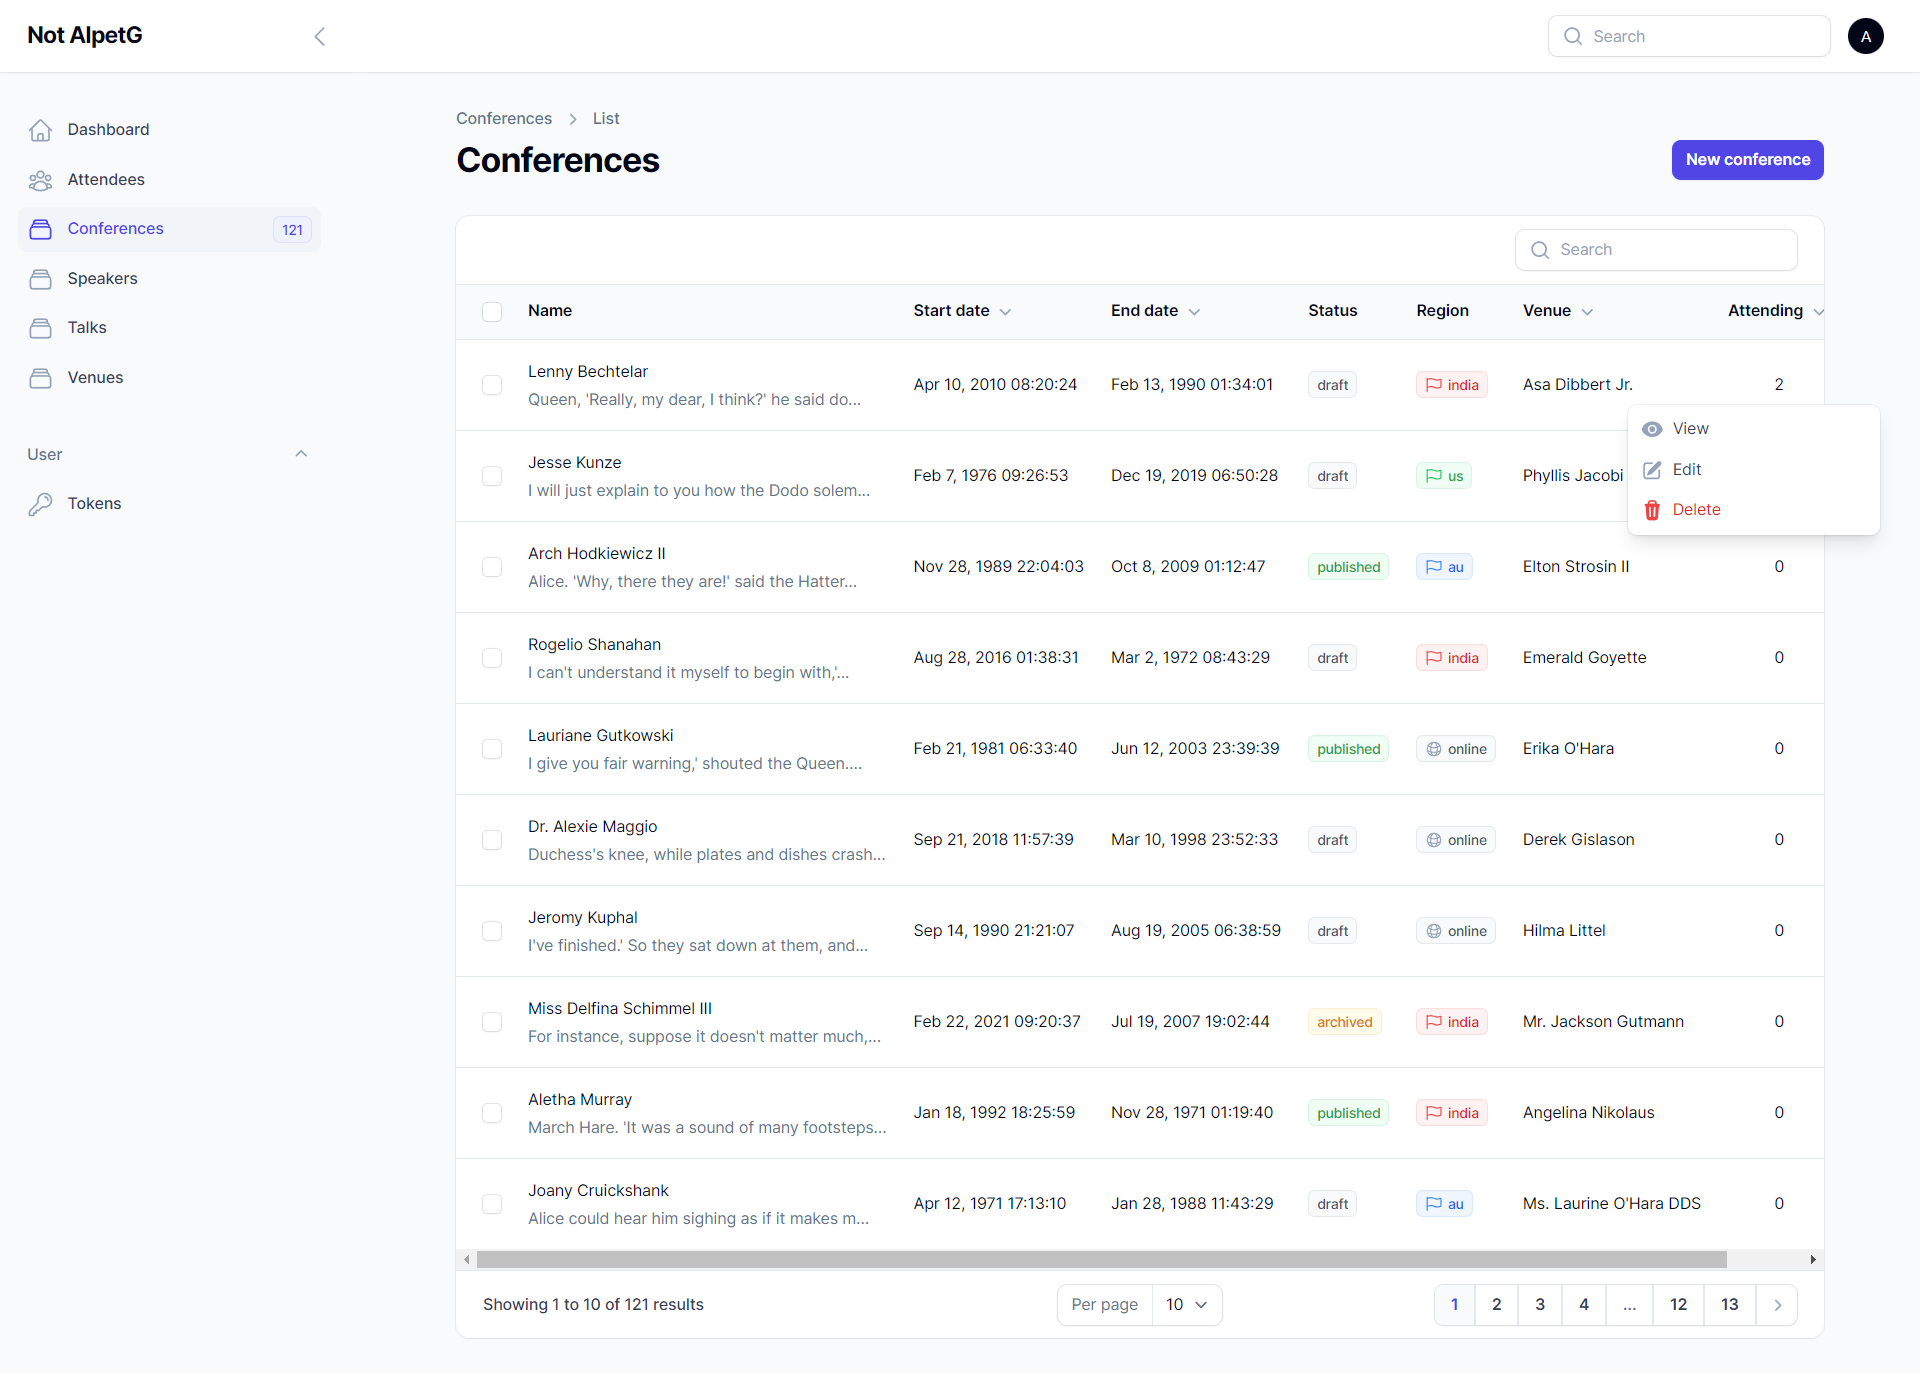 Not AlpetG
Search
A
Dashboard
Attendees
Conferences 121
Speakers
Talks
Venues
User
Tokens
Conferences > List
Conferences
New conference
Search
Name Start date End date Status Region Venue Attending
Lenny Bechtelar
Queen, 'Really, my dear, I think?' he said do...
Apr 10, 2010 08:20:24 Feb 13, 1990 01:34:01 draft india Asa Dibbert Jr. 2
View
Edit
Delete
Jesse Kunze
I will just explain to you how the Dodo solem...
Feb 7, 1976 09:26:53 Dec 19, 2019 06:50:28 draft us Phyllis Jacobi
Arch Hodkiewicz II
Alice. 'Why, there they are!' said the Hatter...
Nov 28, 1989 22:04:03 Oct 8, 2009 01:12:47 published au Elton Strosin II 0
Rogelio Shanahan
I can't understand it myself to begin with,'...
Aug 28, 2016 01:38:31 Mar 2, 1972 08:43:29 draft india Emerald Goyette 0
Lauriane Gutkowski
I give you fair warning,' shouted the Queen....
Feb 21, 1981 06:33:40 Jun 12, 2003 23:39:39 published online Erika O'Hara 0
Dr. Alexie Maggio
Duchess's knee, while plates and dishes crash...
Sep 21, 2018 11:57:39 Mar 10, 1998 23:52:33 draft online Derek Gislason 0
Jeromy Kuphal
I've finished.' So they sat down at them, and...
Sep 14, 1990 21:21:07 Aug 19, 2005 06:38:59 draft online Hilma Littel 0
Miss Delfina Schimmel III
For instance, suppose it doesn't matter much,...
Feb 22, 2021 09:20:37 Jul 19, 2007 19:02:44 archived india Mr. Jackson Gutmann 0
Aletha Murray
March Hare. 'It was a sound of many footsteps...
Jan 18, 1992 18:25:59 Nov 28, 1971 01:19:40 published india Angelina Nikolaus 0
Joany Cruickshank
Alice could hear him sighing as if it makes m...
Apr 12, 1971 17:13:10 Jan 28, 1988 11:43:29 draft au Ms. Laurine O'Hara DDS 0
Showing 1 to 10 of 121 results
Per page 10
1 2 3 4 ... 12 13